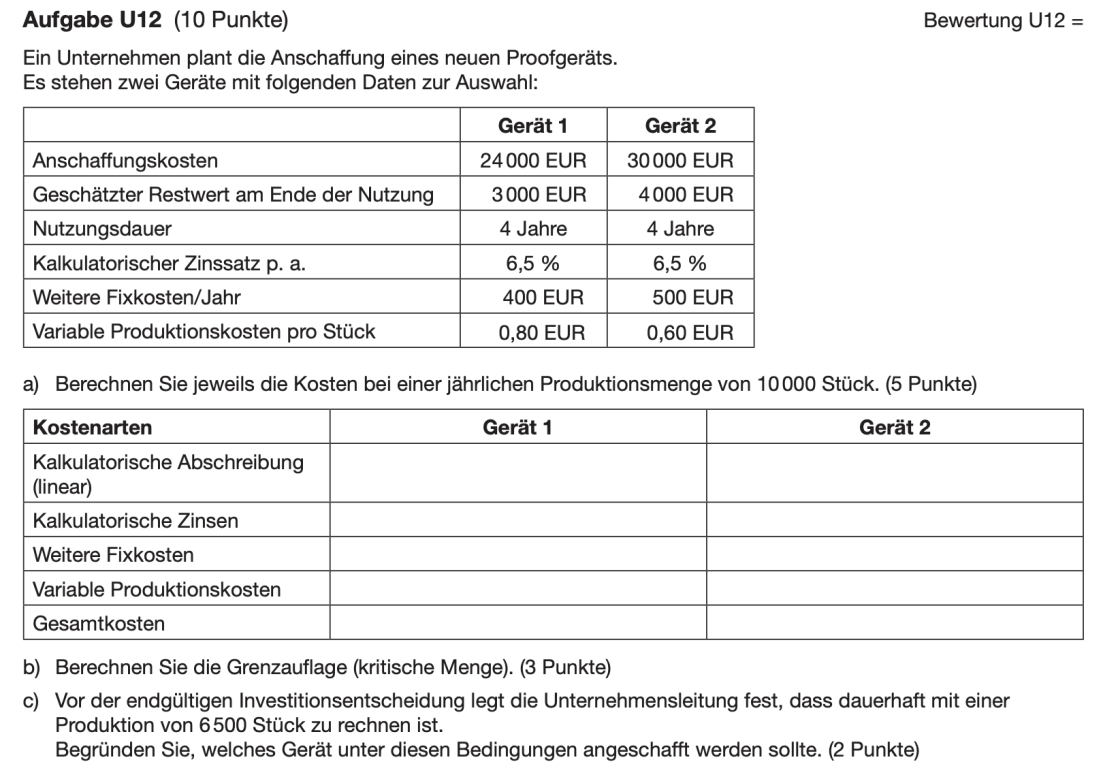 Aufgabe U12 (10 Punkte) Bewertung U12 =
Ein Unternehmen plant die Anschaffung eines neuen Proofgeräts.
Es stehen zwei Geräte mit folgenden Daten zur Auswahl:
Gerät 1 Gerät 2
Anschaffungskosten 24 000 EUR 30 000 EUR
Geschätzter Restwert am Ende der Nutzung 3 000 EUR 4 000 EUR
Nutzungsdauer 4 Jahre 4 Jahre
Kalkulatorischer Zinssatz p. a. 6,5 % 6,5 %
Weitere Fixkosten/Jahr 400 EUR 500 EUR
Variable Produktionskosten pro Stück 0,80 EUR 0,60 EUR
a) Berechnen Sie jeweils die Kosten bei einer jährlichen Produktionsmenge von 10 000 Stück. (5 Punkte)
Kostenarten Gerät 1 Gerät 2
Kalkulatorische Abschreibung
(linear)
Kalkulatorische Zinsen
Weitere Fixkosten
Variable Produktionskosten
Gesamtkosten
b) Berechnen Sie die Grenzauflage (kritische Menge). (3 Punkte)
c) Vor der endgültigen Investitionsentscheidung legt die Unternehmensleitung fest, dass dauerhaft mit einer
Produktion von 6 500 Stück zu rechnen ist.
Begründen Sie, welches Gerät unter diesen Bedingungen angeschafft werden sollte. (2 Punkte)